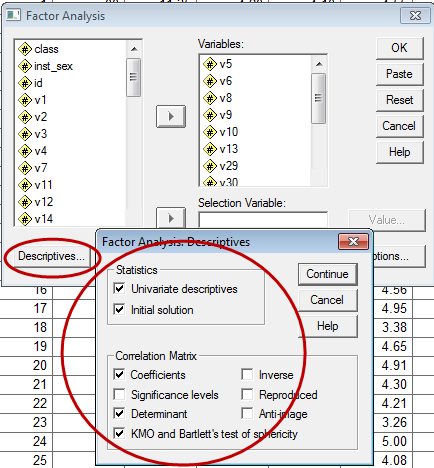 Factor Analysis
class
inst_sex
id
v1
v2
v3
v4
v7
v11
v12
v14
Variables:
v5
v6
v8
v9
v10
v13
v29
v30
OK
Paste
Reset
Cancel
Help
Selection Variable:
Value...
Descriptives...
otions...
Factor Analysis: Descriptives
Statistics
Univariate descriptives
Initial solution
Continue
Cancel
Help
Correlation Matrix
Coefficients
Inverse
Significance levels
Reproduced
Determinant
Anti-image
KMO and Bartlett's test of sphericity
16 4.56
17 4.95
18 3.38
19 4.65
20 4.91
21 4.30
22 4.21
23 3.26
24 5.00
25 4.08